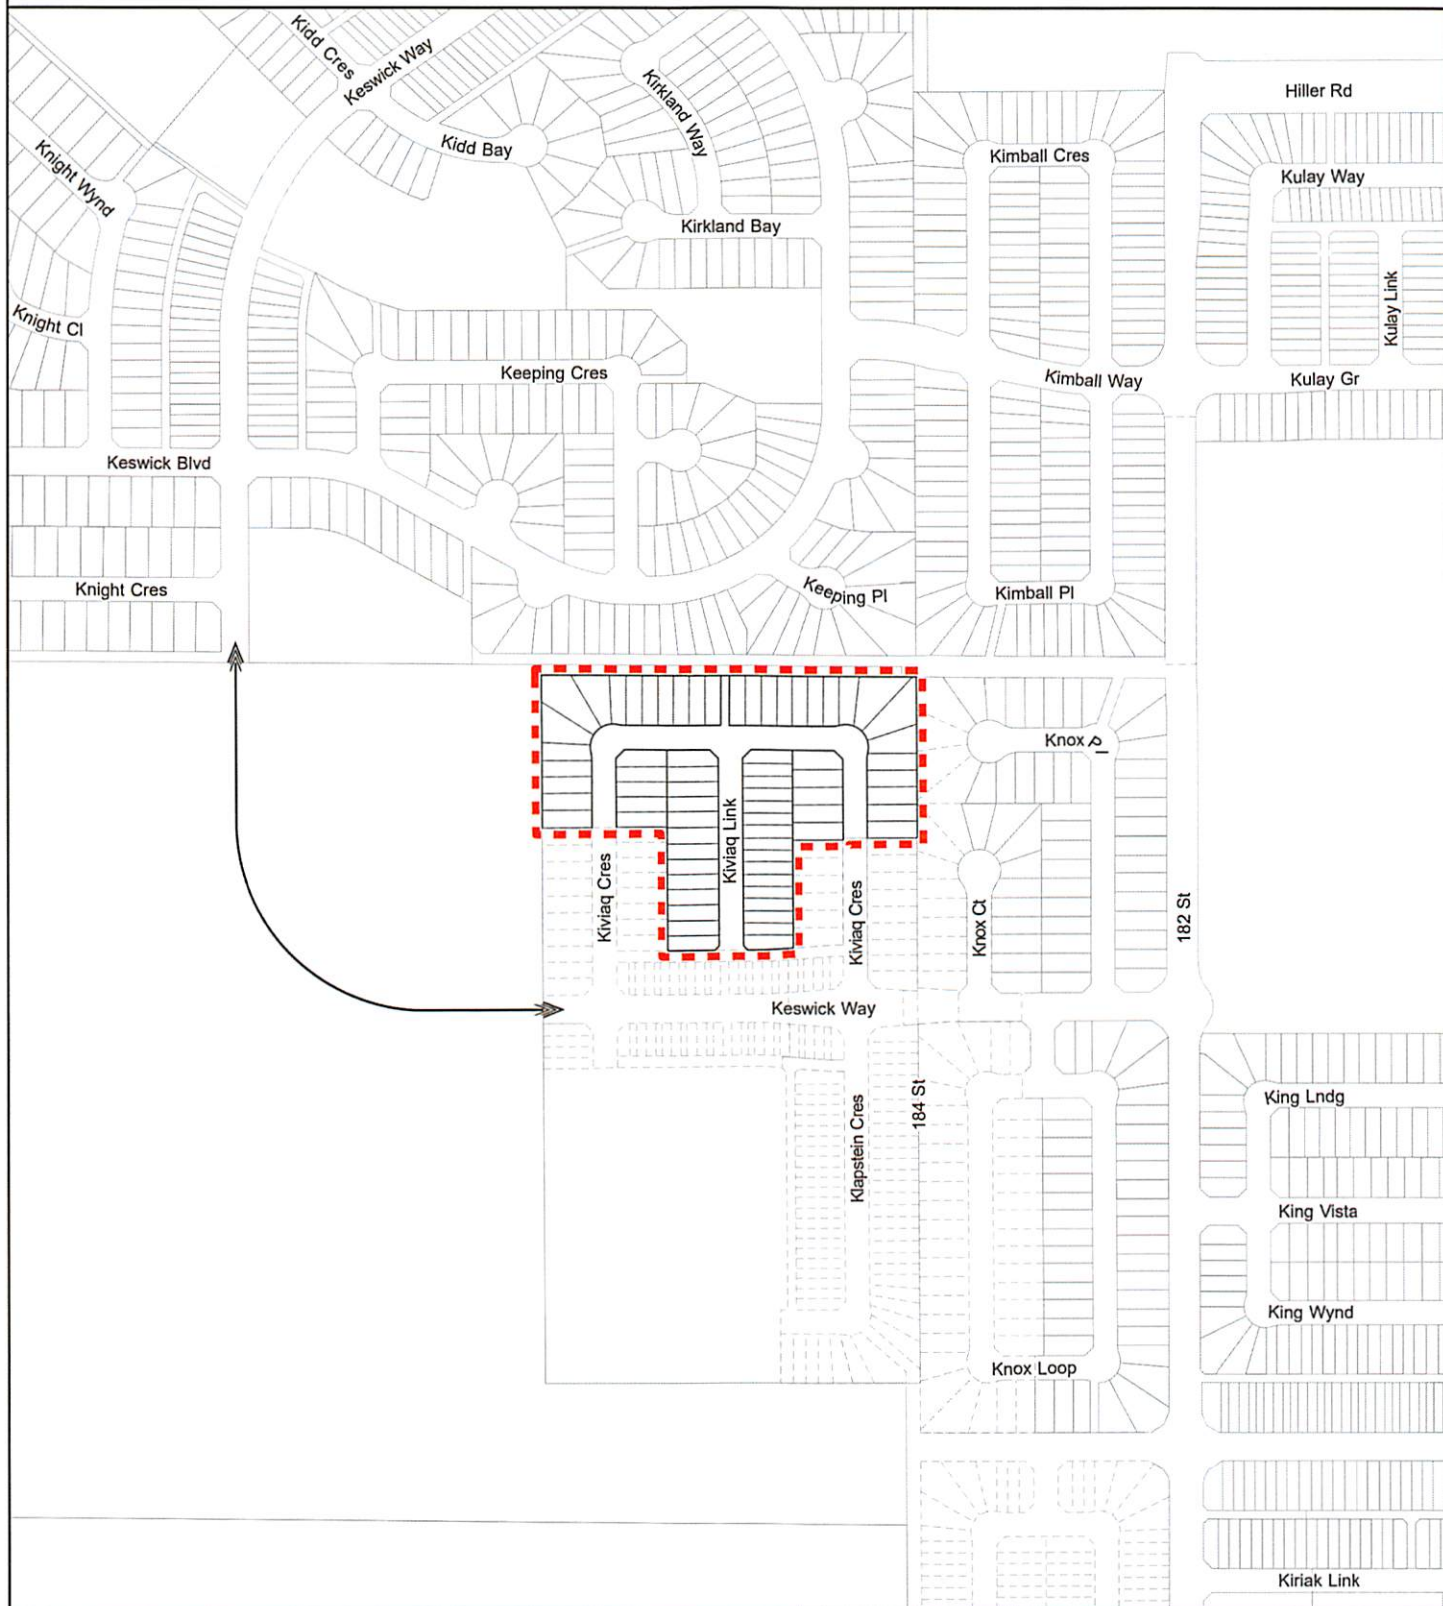 Kidd Cres
Keswick Way
Kirkland Way
Hiller Rd
Knight Wynd
Kidd Bay
Kimball Cres
Kulay Way
Kirkland Bay
Knight Cl
Kulay Link
Keeping Cres
Kimball Way
Kulay Gr
Keswick Blvd
Knight Cres
Keeping Pl
Kimball Pl
Knox Pl
Kiviaq Link
Kiviaq Cres
Kiviaq Cres
Knox Ct
182 St
Keswick Way
184 St
Klapstein Cres
King Lndg
King Vista
King Wynd
Knox Loop
Kiriak Link